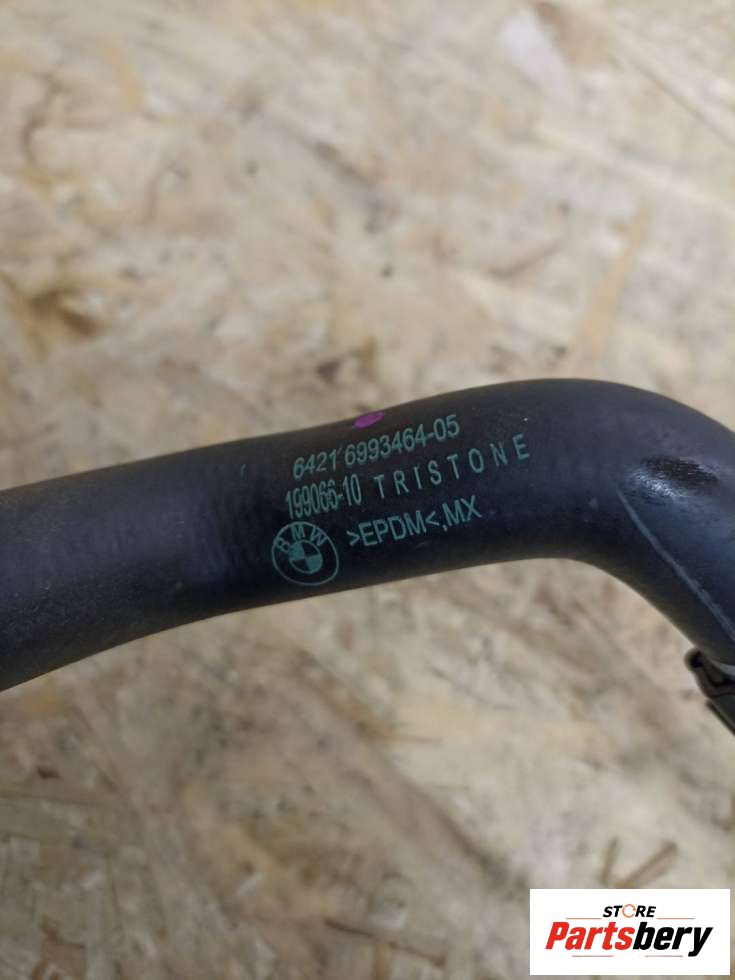 6421 6993464-05
199066-10 TRISTONE
BMW
>EPDM<,MX
STORE
Partsbery